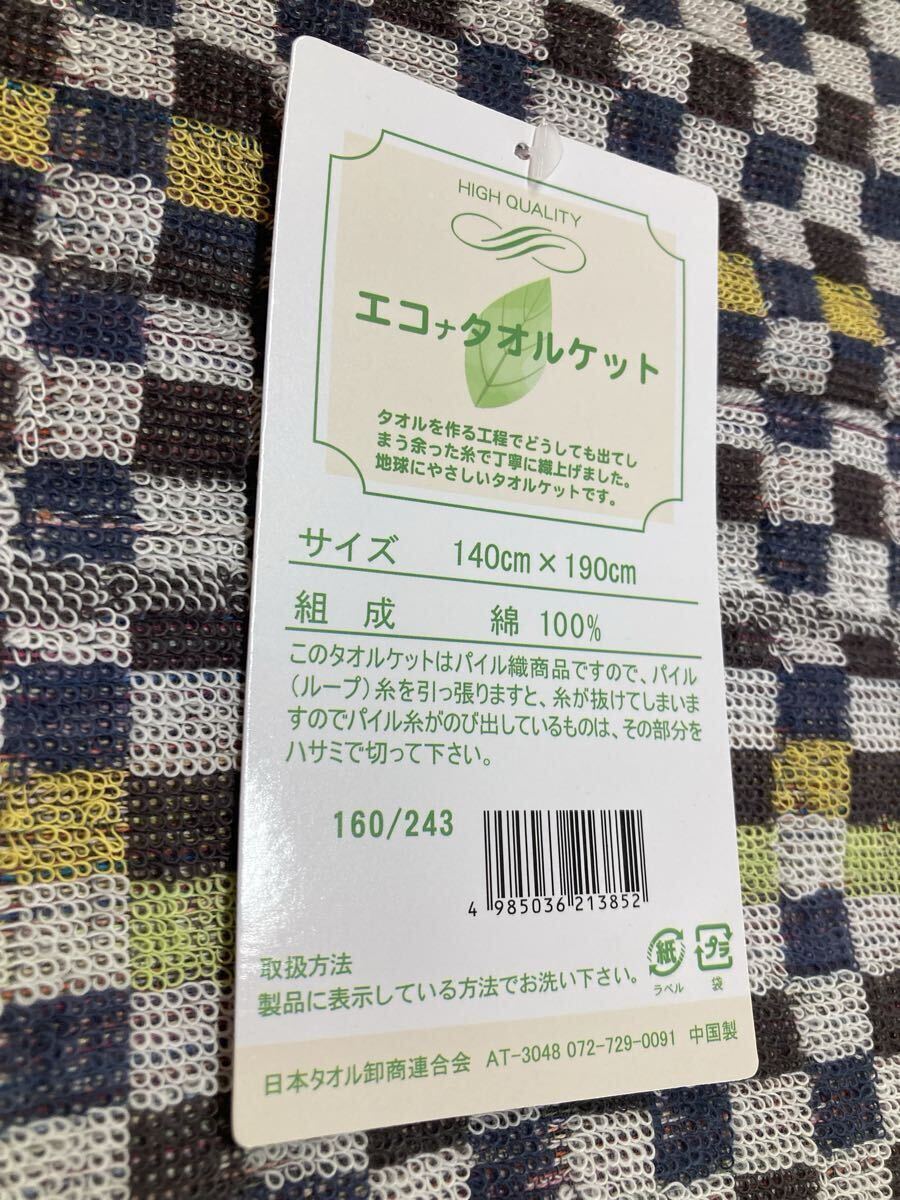 HIGH QUALITY
エコナタオルケット
タオルを作る工程でどうしても出てし
まう余った糸で丁寧に織上げました。
地球にやさしいタオルケットです。
サイズ 140cm×190cm
組成 綿 100%
このタオルケットはパイル織商品ですので、パイル
(ループ)糸を引っ張りますと、糸が抜けてしまいま
すのでパイル糸がのび出しているものは、その部分を
ハサミで切って下さい。
160/243
4 985036 213852
取扱方法
製品に表示している方法でお洗い下さい。
紙
ラベル
プラ
袋
日本タオル卸商連合会 AT-3048 072-729-0091 中国製